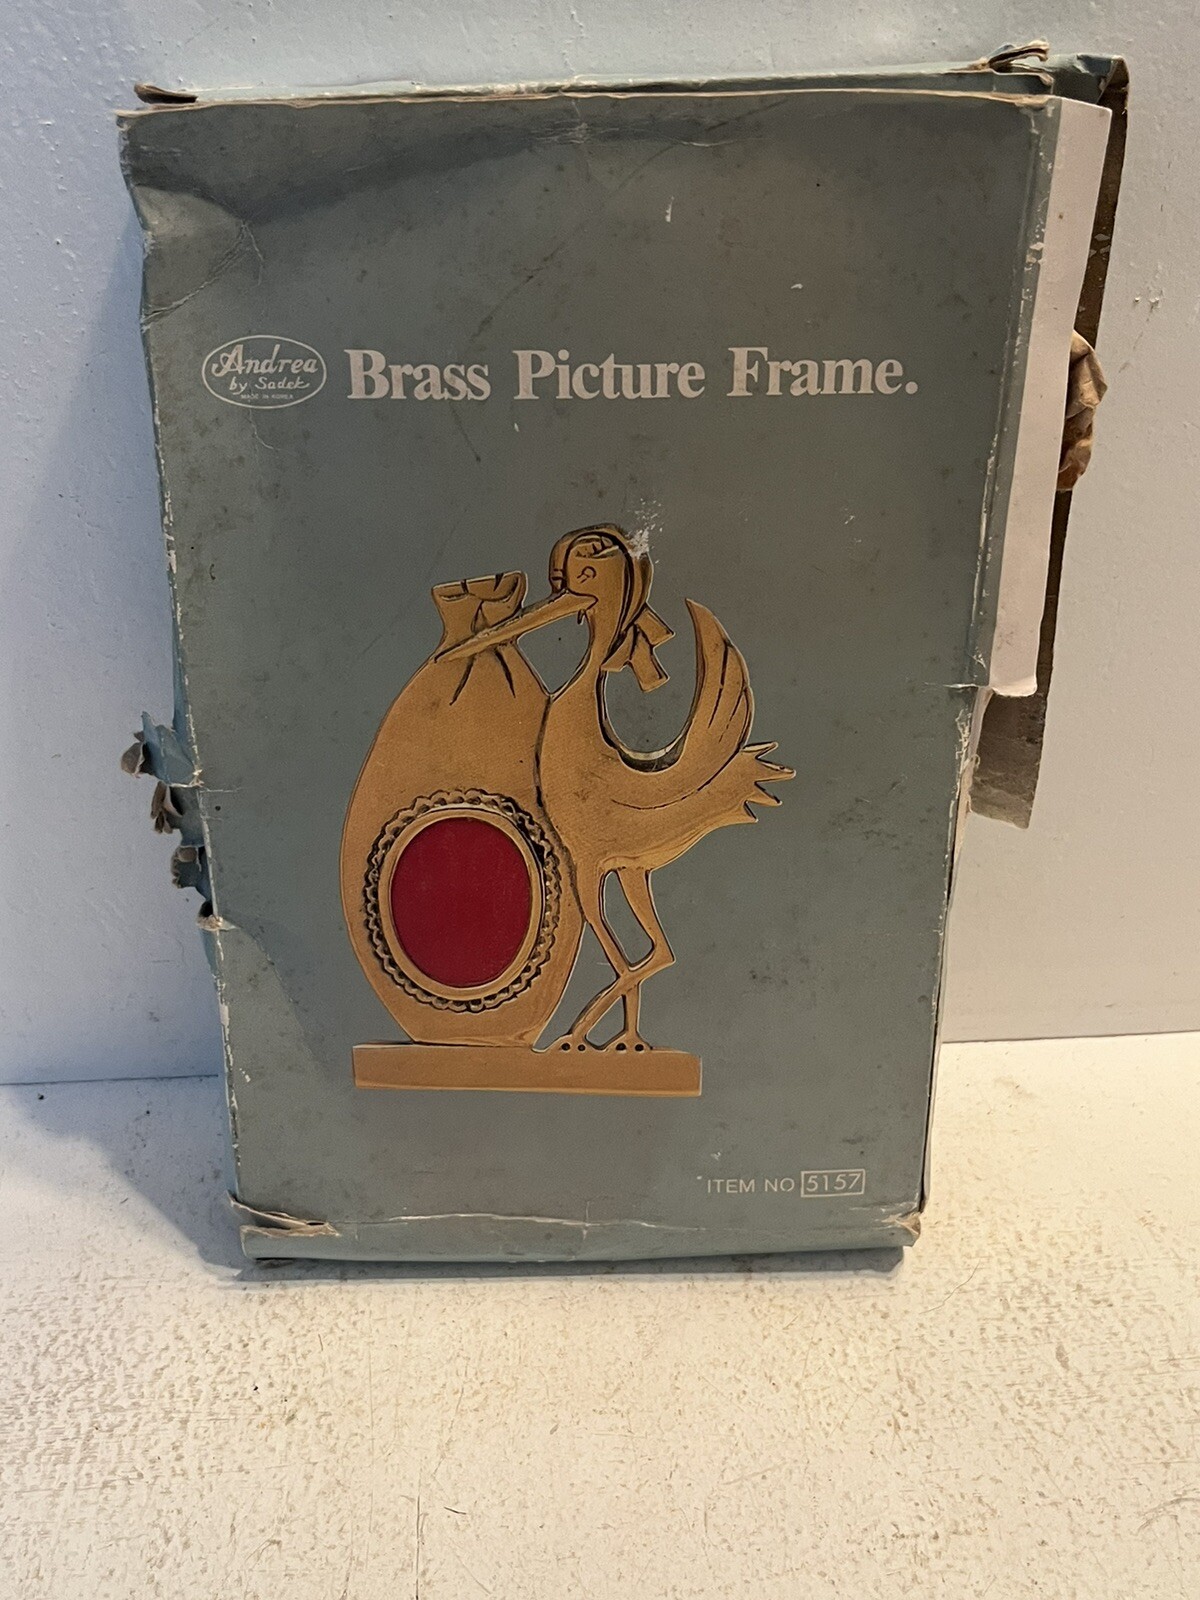 Andrea
by Sadek
MADE IN KOREA
Brass Picture Frame.
ITEM NO 5157